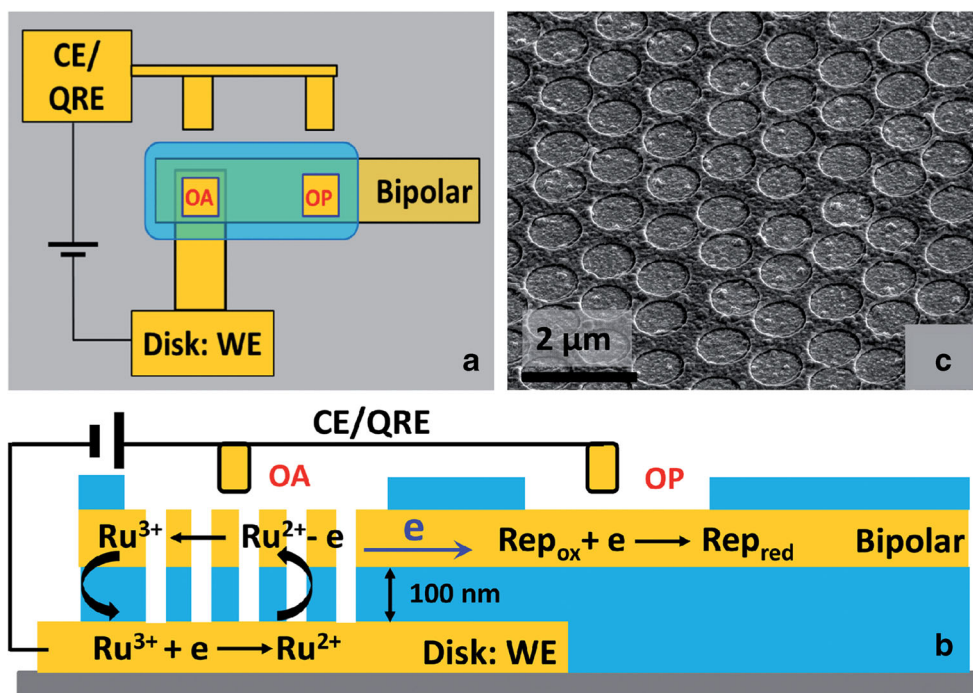 CE/
QRE
OA
OP
Bipolar
Disk: WE
a
2 µm
c
CE/QRE
OA
OP
Ru³⁺ ← Ru²⁺- e
e
Repₒₓ + e → Rep_red
Bipolar
100 nm
Ru³⁺ + e → Ru²⁺
Disk: WE
b